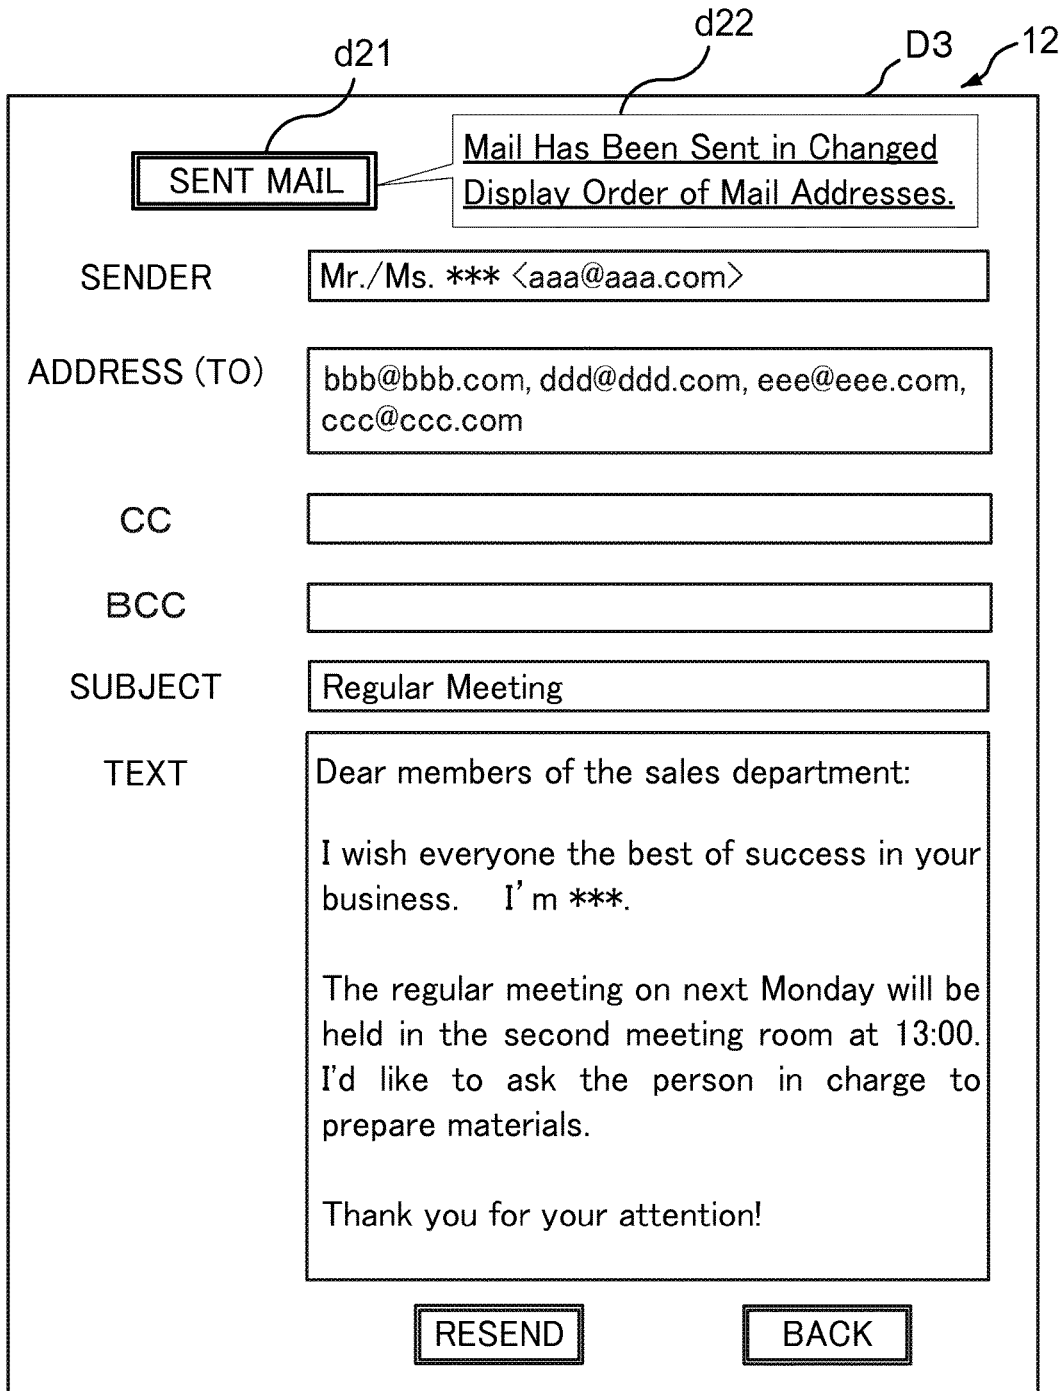 d21
d22
D3
12
SENT MAIL
Mail Has Been Sent in Changed
Display Order of Mail Addresses.
SENDER
Mr./Ms. *** <aaa@aaa.com>
ADDRESS (TO)
bbb@bbb.com, ddd@ddd.com, eee@eee.com,
ccc@ccc.com
CC
BCC
SUBJECT
Regular Meeting
TEXT
Dear members of the sales department:
I wish everyone the best of success in your
business. I'm ***.
The regular meeting on next Monday will be
held in the second meeting room at 13:00.
I'd like to ask the person in charge to
prepare materials.
Thank you for your attention!
RESEND
BACK